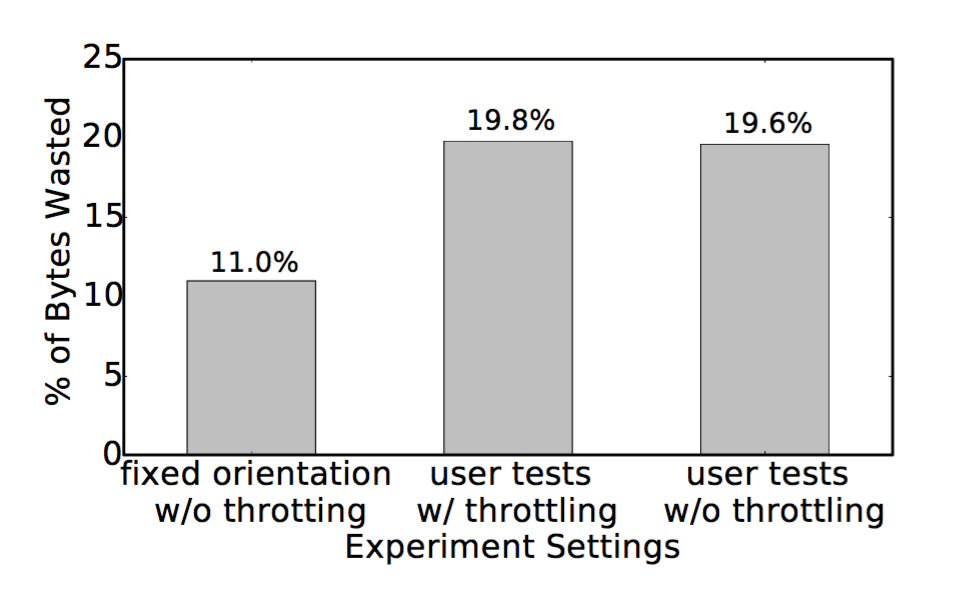 % of Bytes Wasted
25
20
15
10
5
0
11.0%
19.8%
19.6%
fixed orientation
w/o throtting
user tests
w/ throttling
user tests
w/o throttling
Experiment Settings